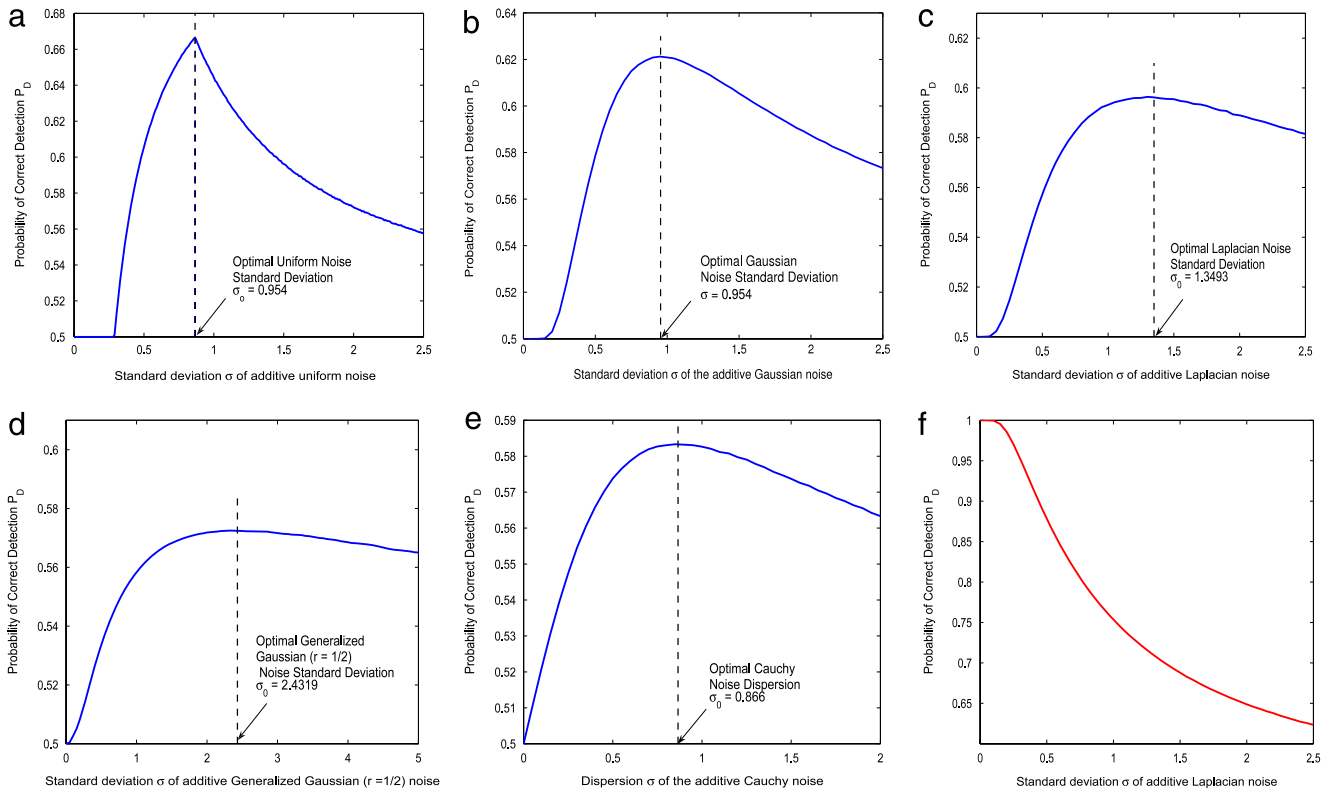 a
0.68
0.66
0.64
0.62
0.6
0.58
0.56
0.54
0.52
0.5
Probability of Correct Detection P_D
Optimal Uniform Noise
Standard Deviation
σ_o = 0.954
0 0.5 1 1.5 2 2.5
Standard deviation σ of additive uniform noise
b
0.64
0.62
0.6
0.58
0.56
0.54
0.52
0.5
Probability of Correct Detection P_D
Optimal Gaussian
Noise Standard Deviation
σ = 0.954
0 0.5 1 1.5 2 2.5
Standard deviation σ of the additive Gaussian noise
c
0.62
0.6
0.58
0.56
0.54
0.52
0.5
Probability of Correct Detection P_D
Optimal Laplacian Noise
Standard Deviation
σ_0 = 1.3493
0 0.5 1 1.5 2 2.5
Standard deviation σ of additive Laplacian noise
d
0.6
0.58
0.56
0.54
0.52
0.5
Probability of Correct Detection P_D
Optimal Generalized
Gaussian (r = 1/2)
Noise Standard Deviation
σ_0 = 2.4319
0 1 2 3 4 5
Standard deviation σ of additive Generalized Gaussian (r =1/2) noise
e
0.59
0.58
0.57
0.56
0.55
0.54
0.53
0.52
0.51
0.5
Probability of Correct Detection P_D
Optimal Cauchy
Noise Dispersion
σ_0 = 0.866
0 0.5 1 1.5 2
Dispersion σ of the additive Cauchy noise
f
1
0.95
0.9
0.85
0.8
0.75
0.7
0.65
Probability of Correct Detection P_D
0 0.5 1 1.5 2 2.5
Standard deviation σ of additive Laplacian noise